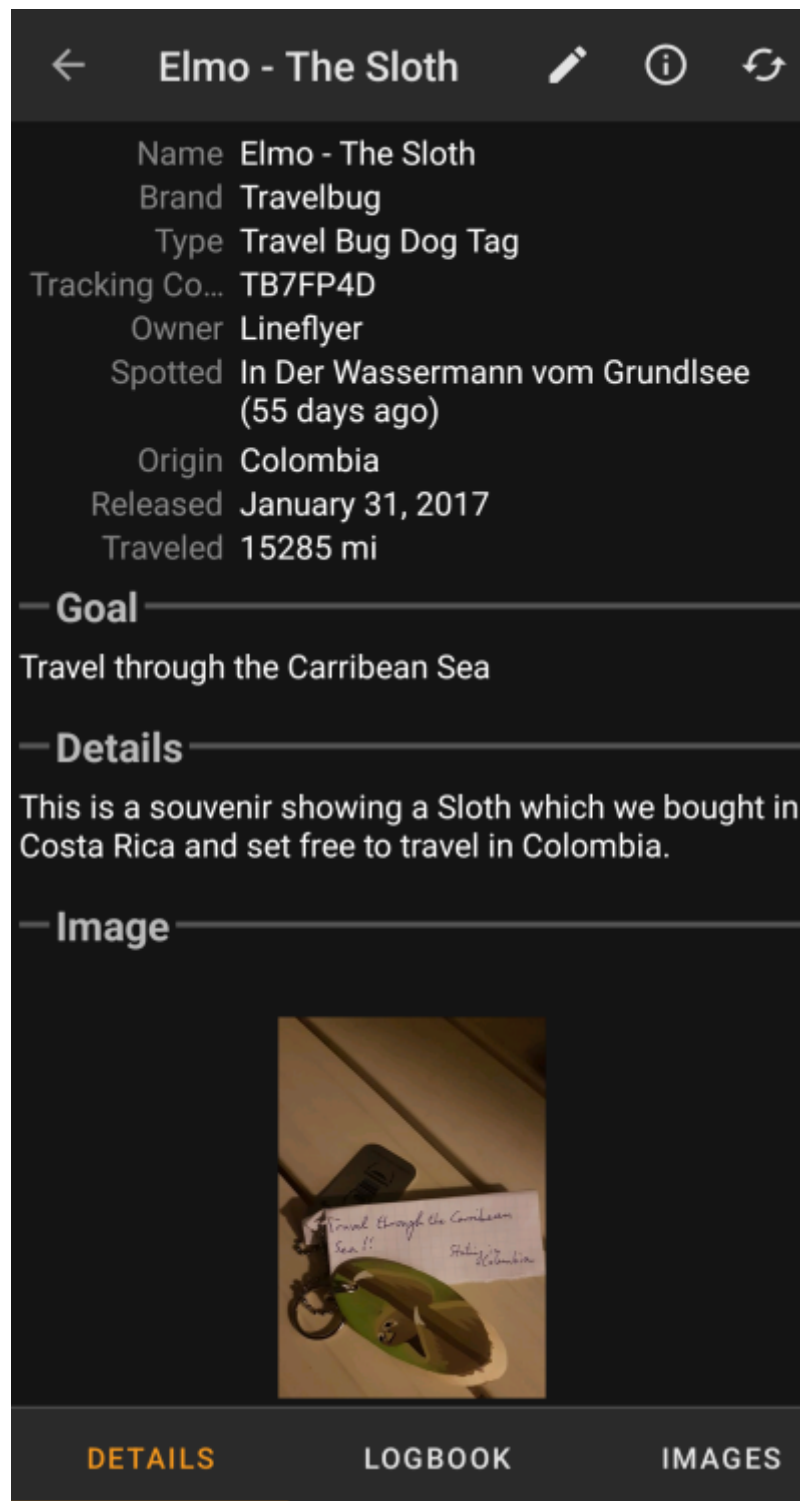 Elmo - The Sloth
Name Elmo - The Sloth
Brand Travelbug
Type Travel Bug Dog Tag
Tracking Co… TB7FP4D
Owner Lineflyer
Spotted In Der Wassermann vom Grundlsee
(55 days ago)
Origin Colombia
Released January 31, 2017
Traveled 15285 mi
Goal
Travel through the Carribean Sea
Details
This is a souvenir showing a Sloth which we bought in
Costa Rica and set free to travel in Colombia.
Image
Travel through the Carribean
Sea!!
Colombia
DETAILS LOGBOOK IMAGES